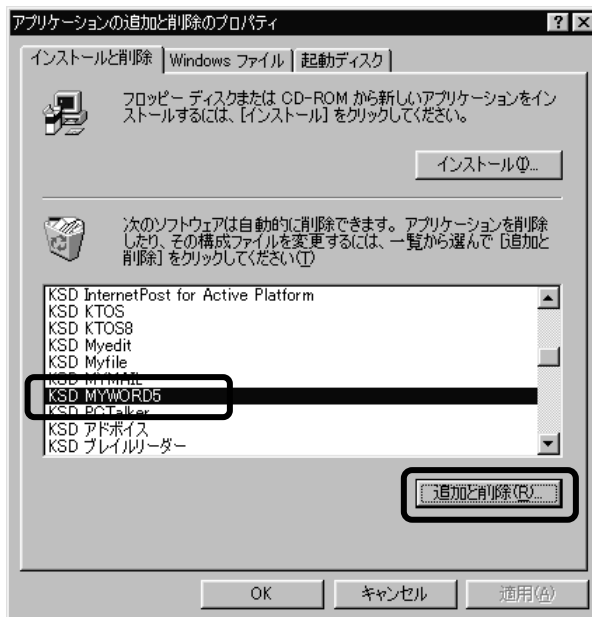 アプリケーションの追加と削除のプロパティ
インストールと削除 Windows ファイル 起動ディスク
フロッピー ディスクまたは CD-ROM から新しいアプリケーションをイン
ストールするには、[インストール] をクリックしてください。
インストール(I)...
次のソフトウェアは自動的に削除できます。アプリケーションを削除
したり、その構成ファイルを変更するには、一覧から選んで [追加と
削除] をクリックしてください(T)
KSD InternetPost for Active Platform
KSD KTOS
KSD KTOS8
KSD Myedit
KSD Myfile
KSD MYMAIL
KSD MYWORD5
KSD PCTalker
KSD アドボイス
KSD ブレイルリーダー
追加と削除(R)...
OK キャンセル 適用(A)